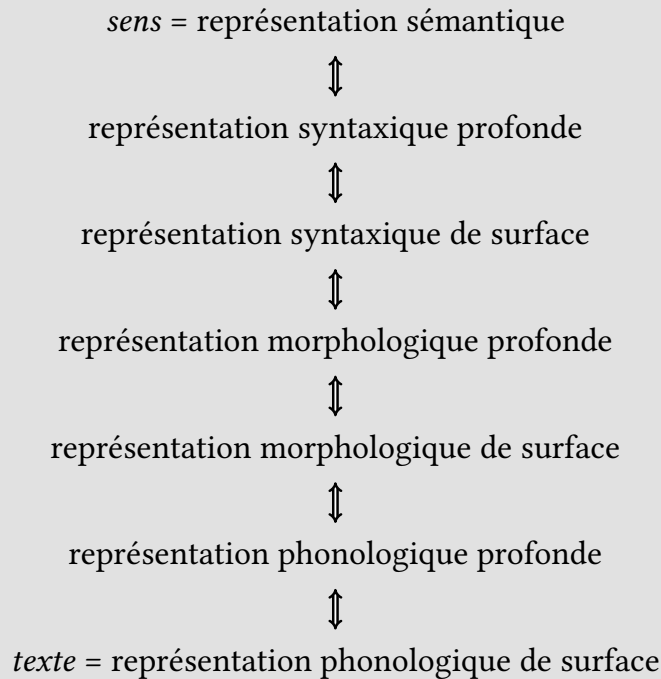 sens = représentation sémantique
⇕
représentation syntaxique profonde
⇕
représentation syntaxique de surface
⇕
représentation morphologique profonde
⇕
représentation morphologique de surface
⇕
représentation phonologique profonde
⇕
texte = représentation phonologique de surface